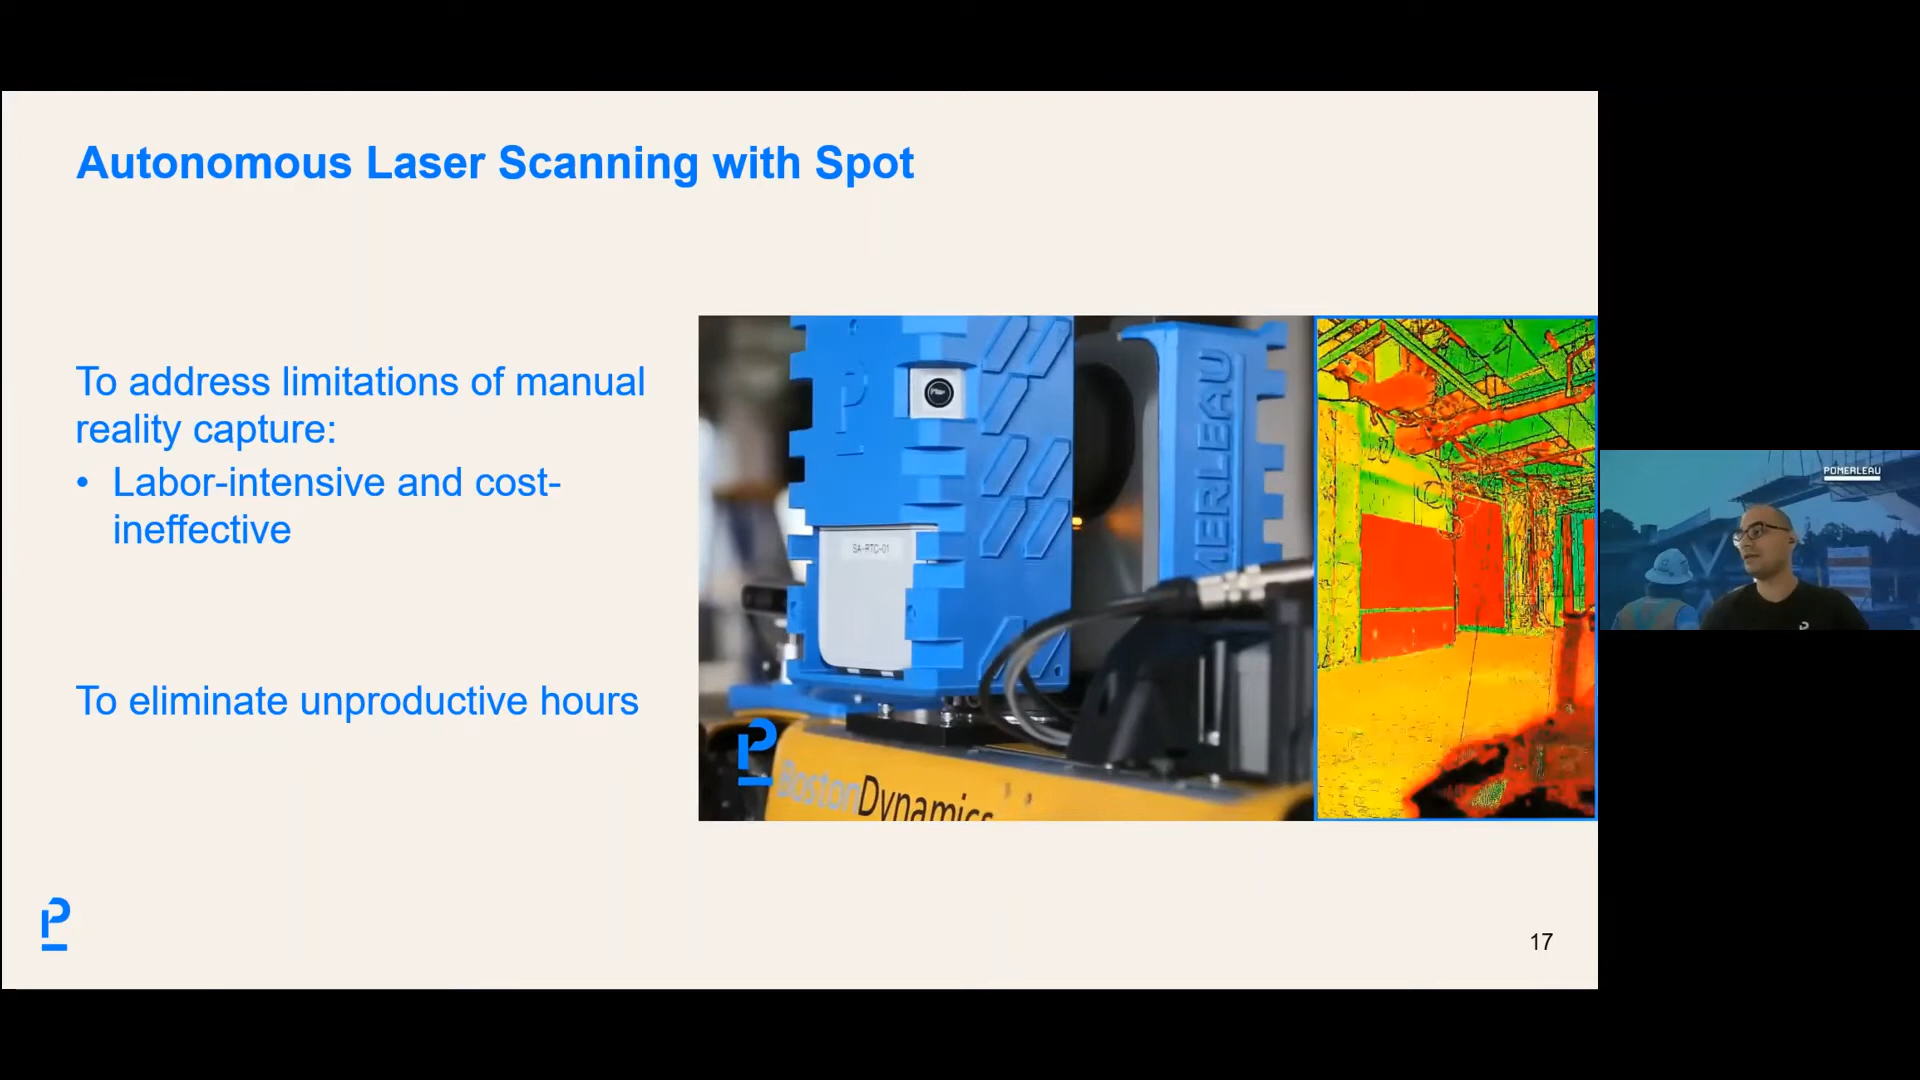 Autonomous Laser Scanning with Spot
To address limitations of manual
reality capture:
• Labor-intensive and cost-
ineffective
To eliminate unproductive hours
SA-RTC-01
MERLEAU
BostonDynamics
POMERLEAU
17